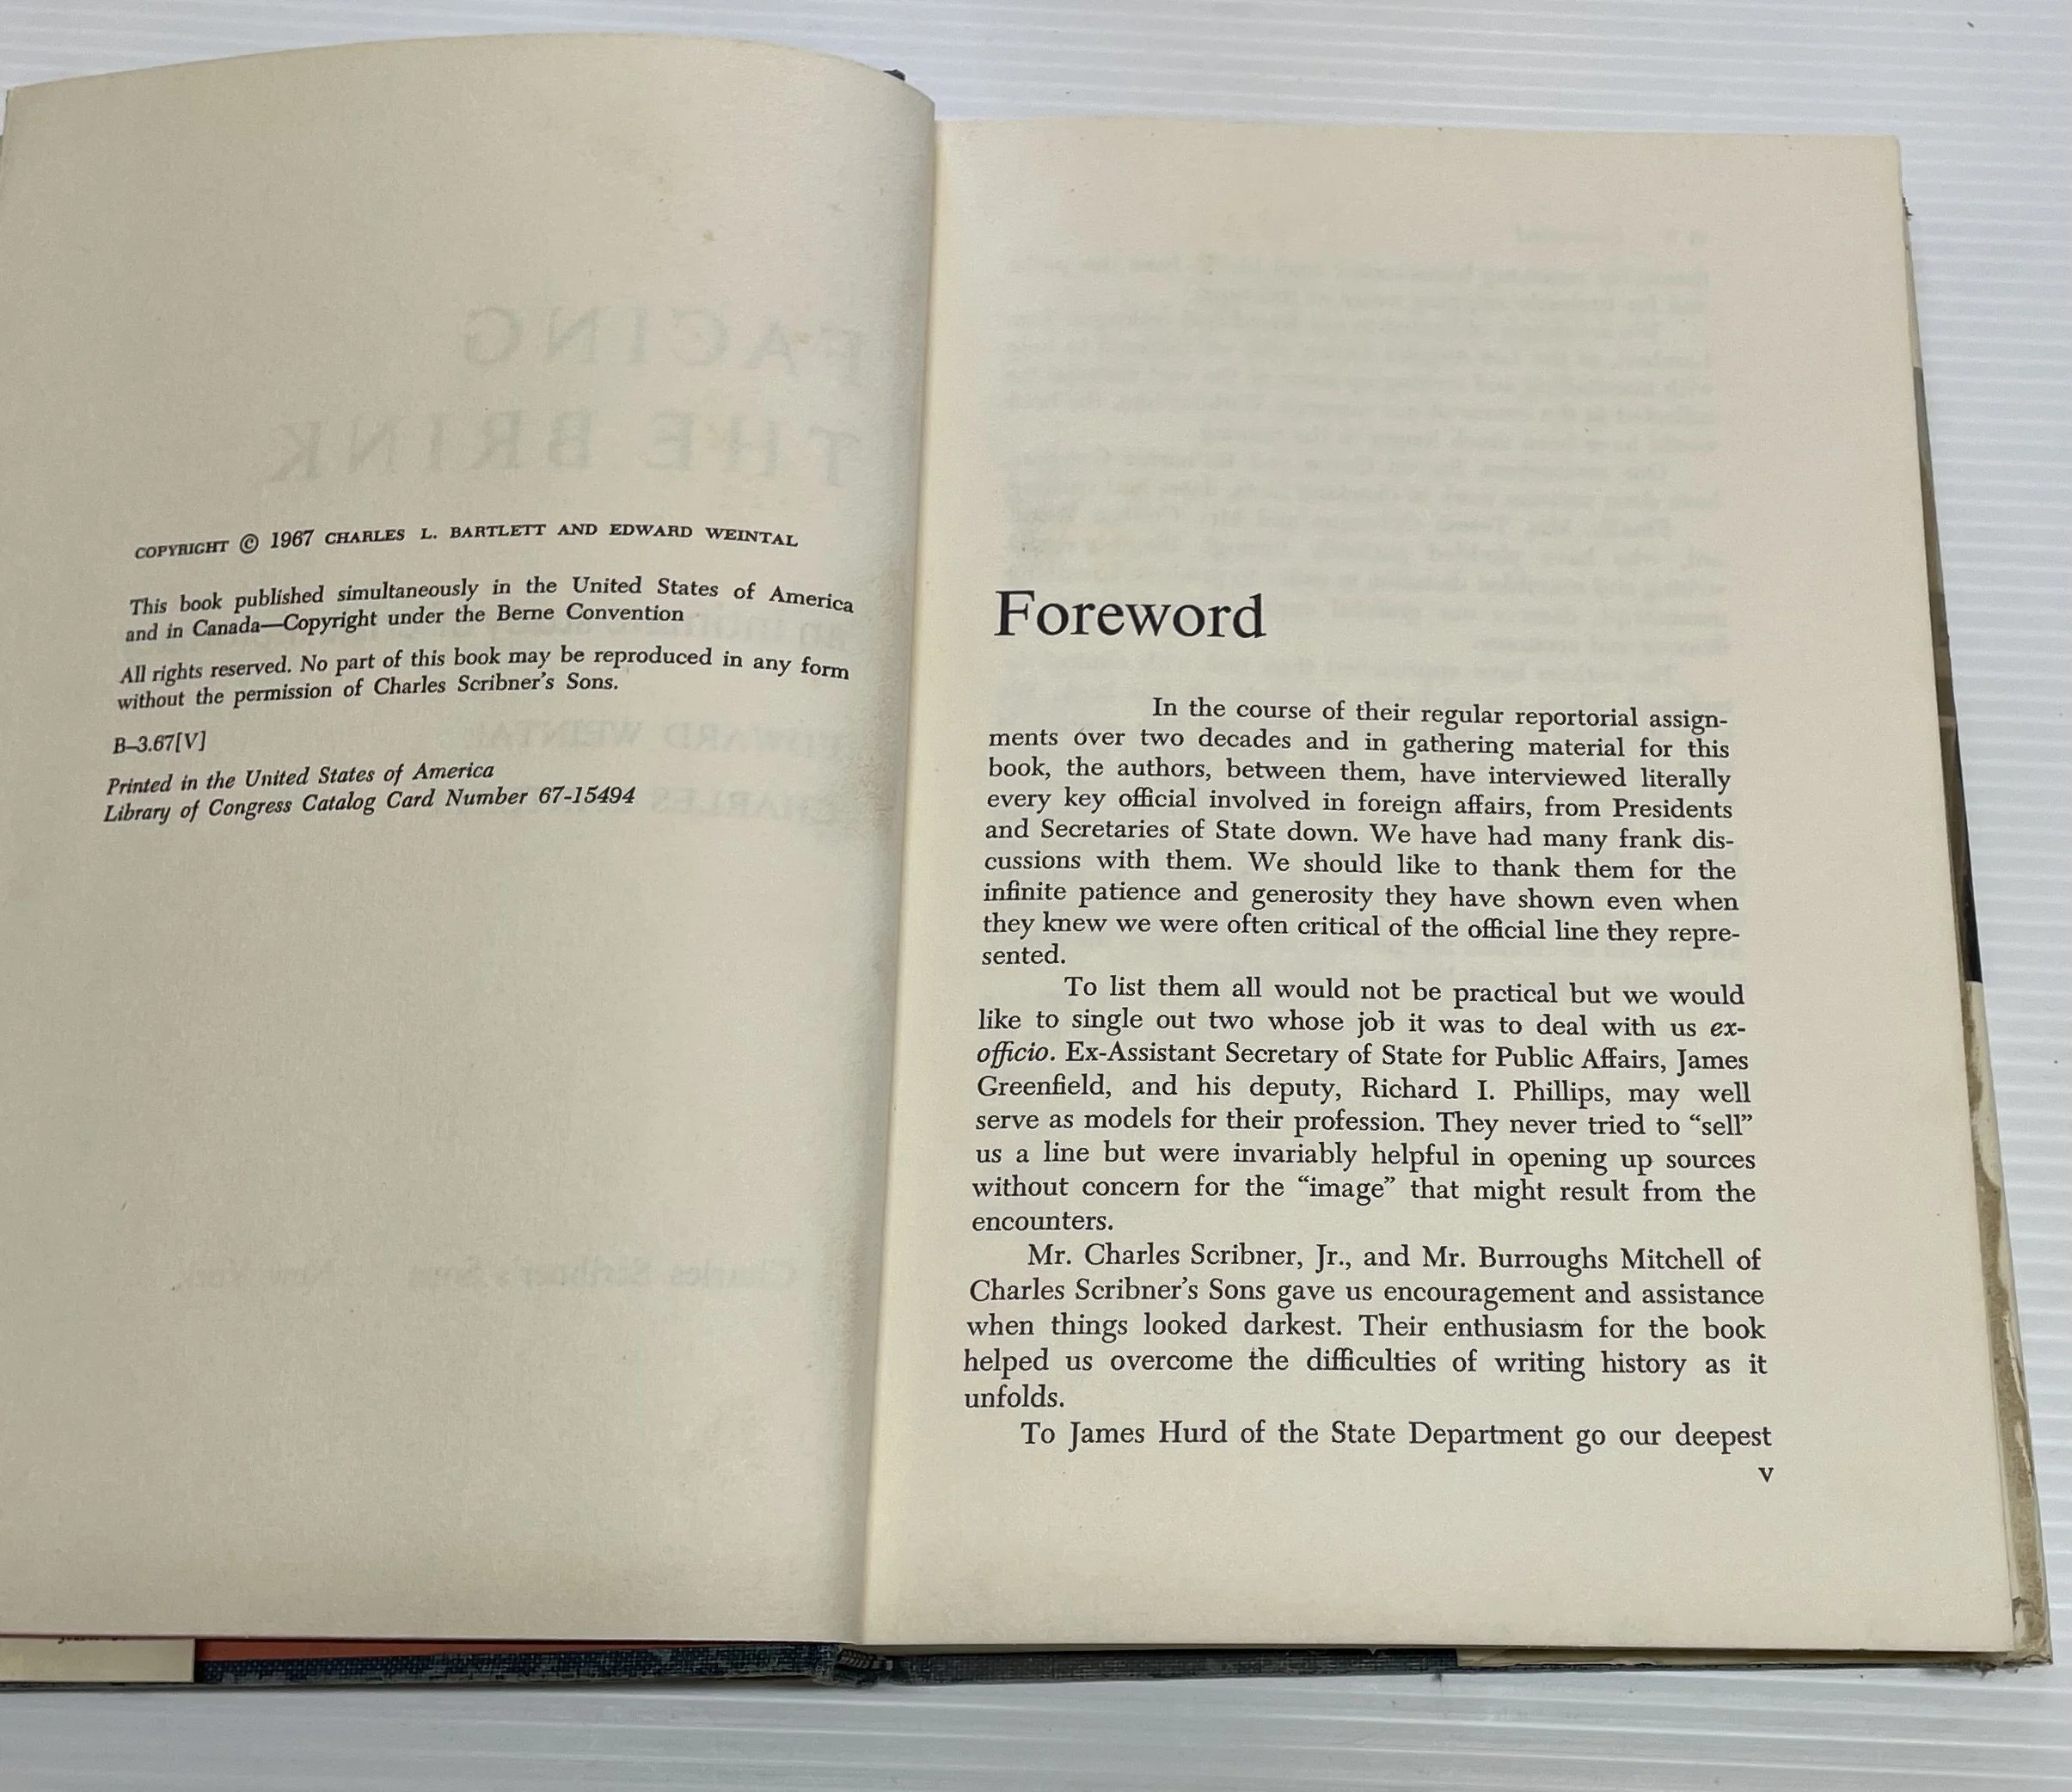 FACING
THE BRINK
COPYRIGHT © 1967 CHARLES L. BARTLETT AND EDWARD WEINTAL
This book published simultaneously in the United States of America
and in Canada—Copyright under the Berne Convention
All rights reserved. No part of this book may be reproduced in any form
without the permission of Charles Scribner's Sons.
B–3.67[V]
Printed in the United States of America
Library of Congress Catalog Card Number 67-15494
Charles Scribner's Sons New York
Foreword
In the course of their regular reportorial assign-
ments over two decades and in gathering material for this
book, the authors, between them, have interviewed literally
every key official involved in foreign affairs, from Presidents
and Secretaries of State down. We have had many frank dis-
cussions with them. We should like to thank them for the
infinite patience and generosity they have shown even when
they knew we were often critical of the official line they repre-
sented.
To list them all would not be practical but we would
like to single out two whose job it was to deal with us ex-
officio. Ex-Assistant Secretary of State for Public Affairs, James
Greenfield, and his deputy, Richard I. Phillips, may well
serve as models for their profession. They never tried to “sell”
us a line but were invariably helpful in opening up sources
without concern for the “image” that might result from the
encounters.
Mr. Charles Scribner, Jr., and Mr. Burroughs Mitchell of
Charles Scribner's Sons gave us encouragement and assistance
when things looked darkest. Their enthusiasm for the book
helped us overcome the difficulties of writing history as it
unfolds.
To James Hurd of the State Department go our deepest
v